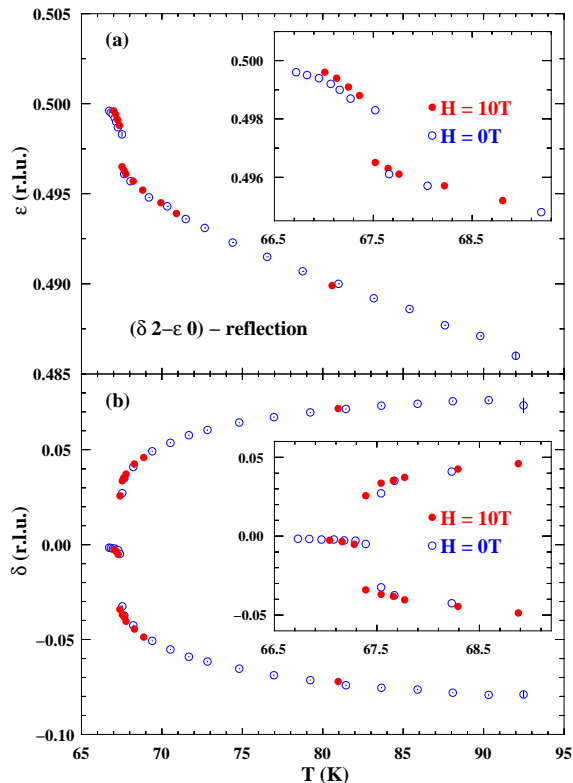 0.505
(a)
0.500
0.500
0.498
H = 10T
H = 0T
0.496
66.5 67.5 68.5
0.495
ε (r.l.u.)
0.490
(δ 2−ε 0) − reflection
0.485
(b)
0.05
0.05
H = 10T
0.00
H = 0T
−0.05
66.5 67.5 68.5
0.00
δ (r.l.u.)
−0.05
−0.10
65 70 75 80 85 90 95
T (K)